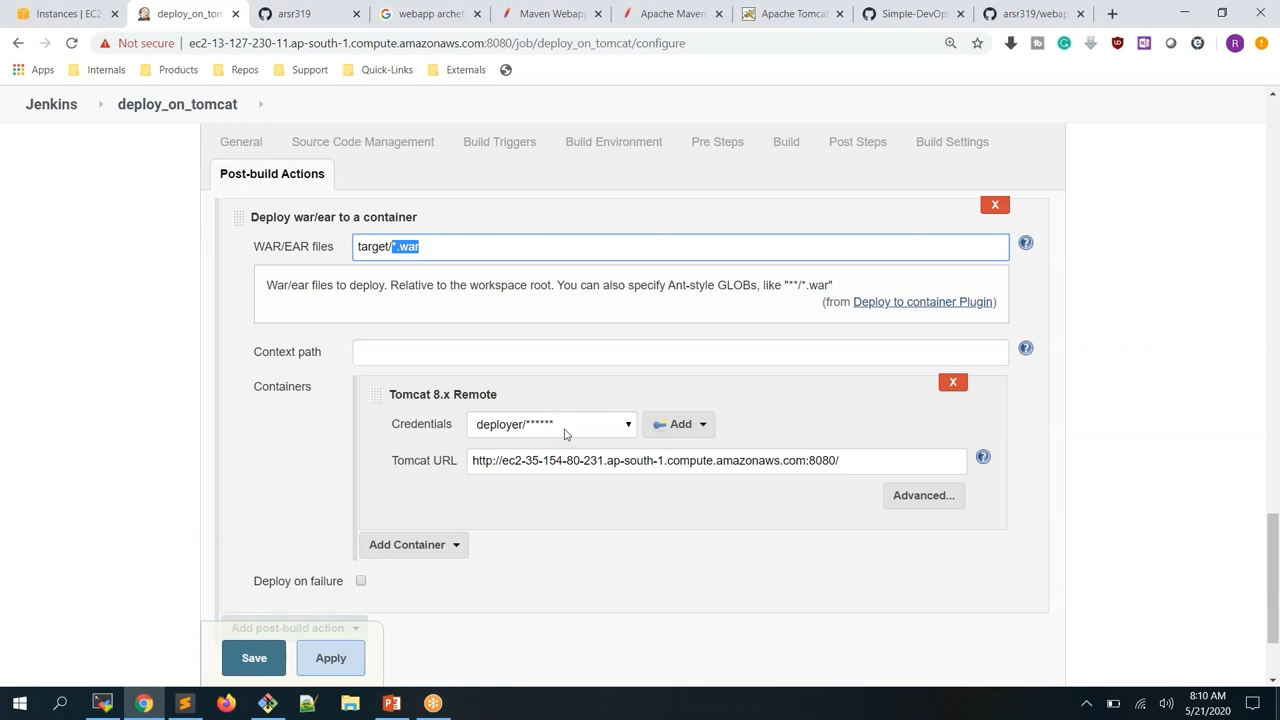 Instances | EC2
deploy_on_tom
arsr319
webapp arche
Maven Webap
Apache Maven
Apache Tomcat
Simple-DevOp
arsr319/webap
Not secure
ec2-13-127-230-11.ap-south-1.compute.amazonaws.com:8080/job/deploy_on_tomcat/configure
Apps
Internals
Products
Repos
Support
Quick-Links
Externals
Jenkins
deploy_on_tomcat
General
Source Code Management
Build Triggers
Build Environment
Pre Steps
Build
Post Steps
Build Settings
Post-build Actions
Deploy war/ear to a container
X
WAR/EAR files
target/*.war
War/ear files to deploy. Relative to the workspace root. You can also specify Ant-style GLOBs, like "**/*.war"
(from Deploy to container Plugin)
Context path
Containers
Tomcat 8.x Remote
X
Credentials
deployer/******
Add
Tomcat URL
http://ec2-35-154-80-231.ap-south-1.compute.amazonaws.com:8080/
Advanced...
Add Container
Deploy on failure
Add post-build action
Save
Apply
8:10 AM
5/21/2020